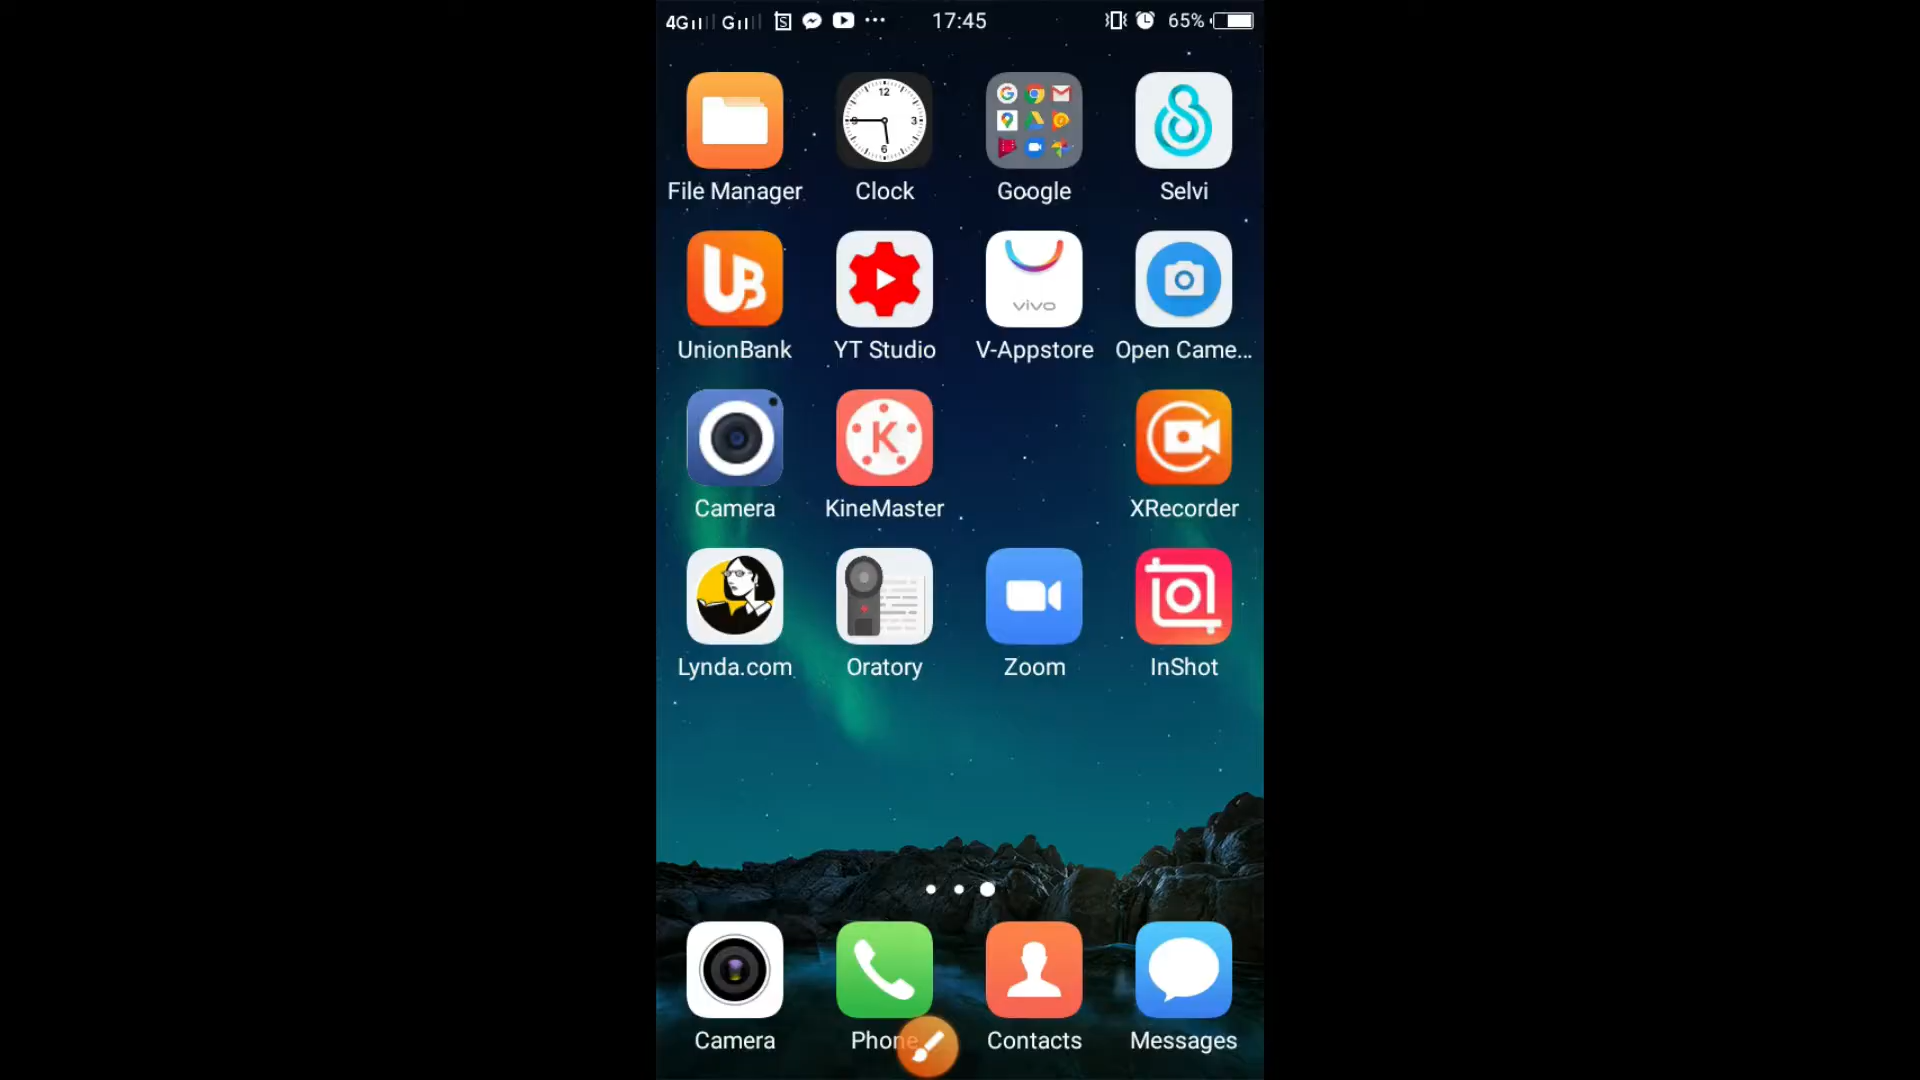 4G G 17:45 65%
12
9 3
6
File Manager Clock Google Selvi
UB
vivo
UnionBank YT Studio V-Appstore Open Came...
K
Camera KineMaster XRecorder
Lynda.com Oratory Zoom InShot
Camera Phone Contacts Messages